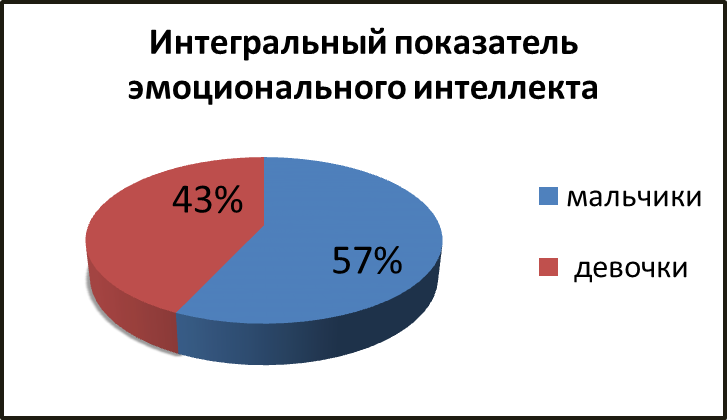 Интегральный показатель
эмоционального интеллекта
43%
57%
мальчики
девочки